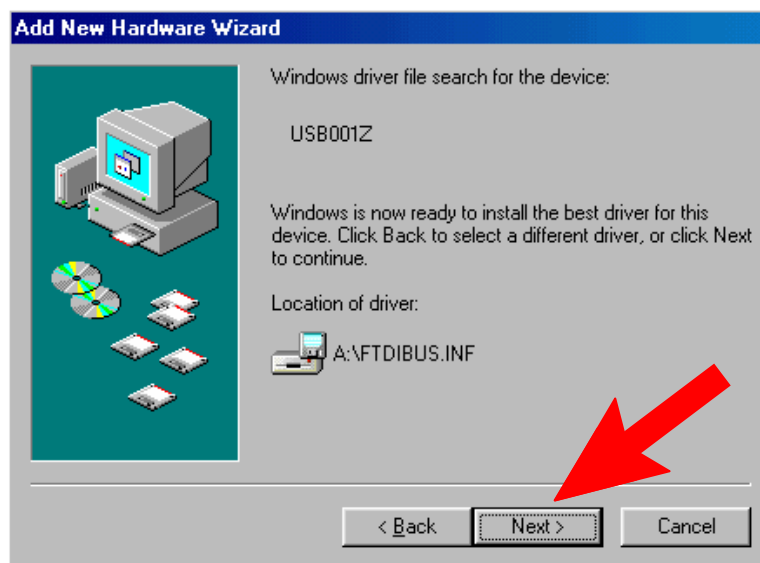 Add New Hardware Wizard
Windows driver file search for the device:
USB001Z
Windows is now ready to install the best driver for this
device. Click Back to select a different driver, or click Next
to continue.
Location of driver:
A:\FTDIBUS.INF
< Back
Next >
Cancel